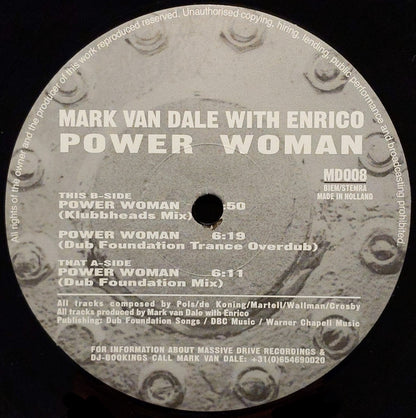 All rights of the owner and the producer of this work reproduced reserved. Unauthorised copying, hiring, lending, public performance and broadcasting prohibited.
MARK VAN DALE WITH ENRICO
POWER WOMAN
MD008
BIEM/STEMRA
MADE IN HOLLAND
THIS B-SIDE
POWER WOMAN :50
(Klubbheads Mix)
POWER WOMAN 6:19
(Dub Foundation Trance Overdub)
THAT A-SIDE
POWER WOMAN 6:11
(Dub Foundation Mix)
All tracks composed by Pols/de Koning/Martell/Wallman/Crosby
All tracks produced by Mark van Dale with Enrico
Publishing: Dub Foundation Songs / DBC Music / Warner Chapell Music
FOR INFORMATION ABOUT MASSIVE DRIVE RECORDINGS &
DJ-BOOKINGS CALL MARK VAN DALE: +31(0)654690020